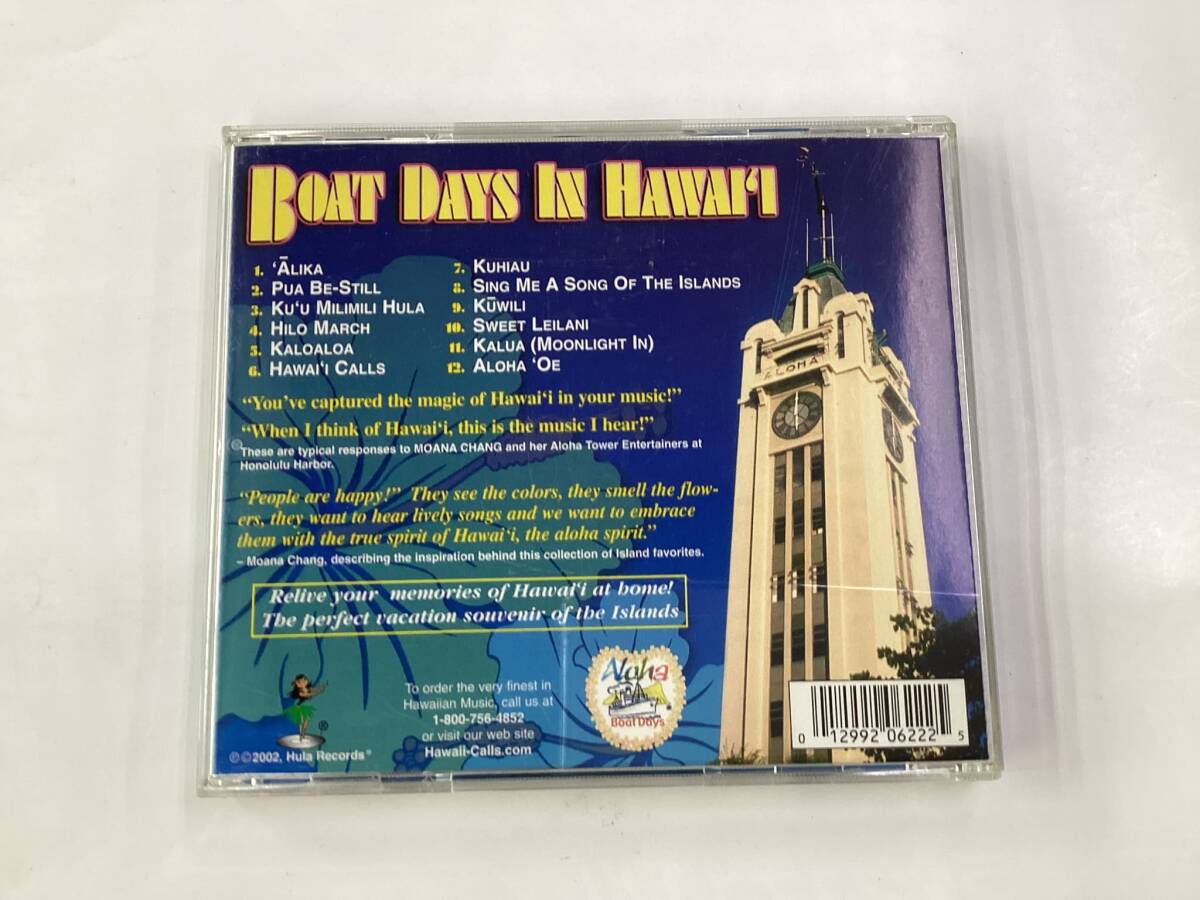 BOAT DAYS IN HAWAI‘I
1. ‘ĀLIKA
2. PUA BE-STILL
3. KU‘U MILIMILI HULA
4. HILO MARCH
5. KALOALOA
6. HAWAI‘I CALLS
7. KUHIAU
8. SING ME A SONG OF THE ISLANDS
9. KŪWILI
10. SWEET LEILANI
11. KALUA (MOONLIGHT IN)
12. ALOHA ‘OE
“You’ve captured the magic of Hawai‘i in your music!”
“When I think of Hawai‘i, this is the music I hear!”
These are typical responses to MOANA CHANG and her Aloha Tower Entertainers at
Honolulu Harbor.
“People are happy!” They see the colors, they smell the flow-
ers, they want to hear lively songs and we want to embrace
them with the true spirit of Hawai‘i, the aloha spirit.”
– Moana Chang, describing the inspiration behind this collection of Island favorites.
Relive your memories of Hawai‘i at home!
The perfect vacation souvenir of the Islands
To order the very finest in
Hawaiian Music, call us at
1-800-756-4852
or visit our web site
Hawaii-Calls.com
®
℗©2002, Hula Records®
Aloha
Boat Days
ALOHA
0 12992 06222 5